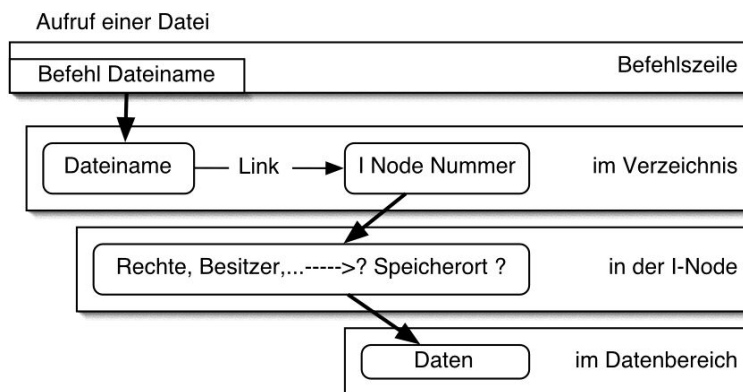 Aufruf einer Datei
Befehl Dateiname Befehlszeile
Dateiname Link I Node Nummer im Verzeichnis
Rechte, Besitzer,...----->? Speicherort ? in der I-Node
Daten im Datenbereich